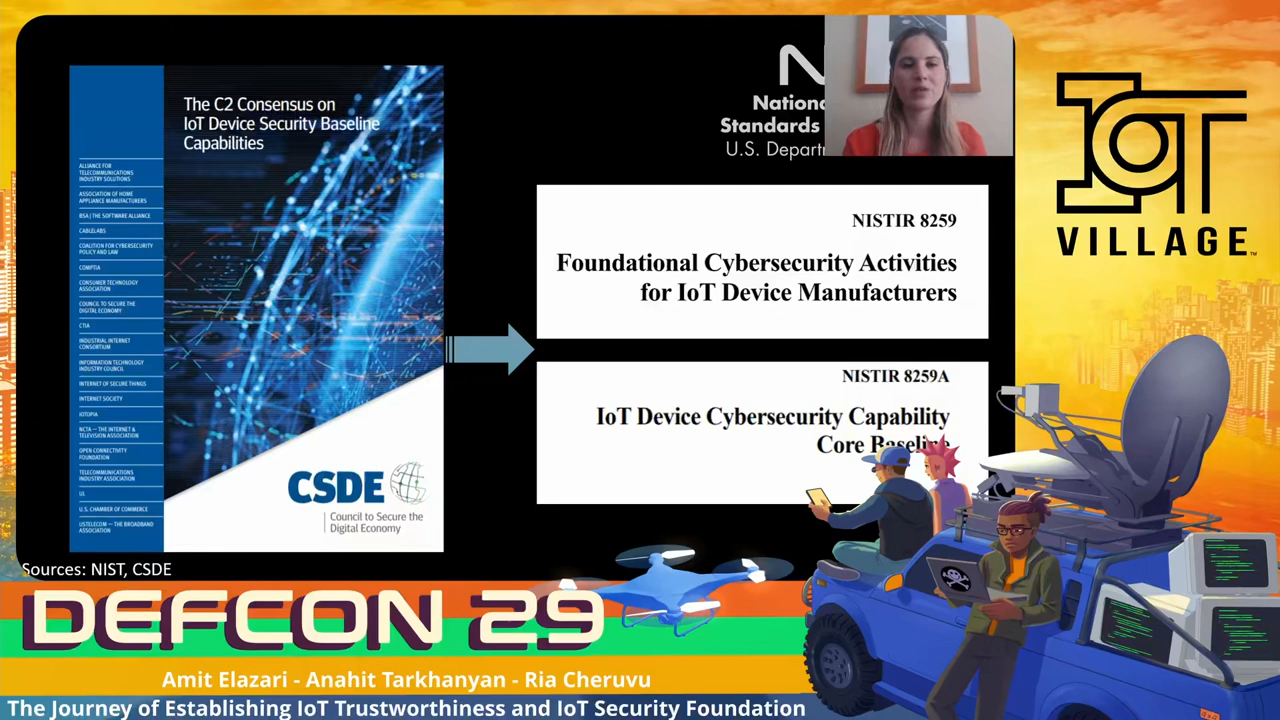 The C2 Consensus on
IoT Device Security Baseline
Capabilities
ALLIANCE FOR
TELECOMMUNICATIONS
INDUSTRY SOLUTIONS
ASSOCIATION OF HOME
APPLIANCE MANUFACTURERS
BSA | THE SOFTWARE ALLIANCE
CABLELABS
COALITION FOR CYBERSECURITY
POLICY AND LAW
COMPTIA
CONSUMER TECHNOLOGY
ASSOCIATION
COUNCIL TO SECURE THE
DIGITAL ECONOMY
CTIA
INDUSTRIAL INTERNET
CONSORTIUM
INFORMATION TECHNOLOGY
INDUSTRY COUNCIL
INTERNET OF SECURE THINGS
INTERNET SOCIETY
IOTOPIA
NCTA — THE INTERNET &
TELEVISION ASSOCIATION
OPEN CONNECTIVITY
FOUNDATION
TELECOMMUNICATIONS
INDUSTRY ASSOCIATION
UL
U.S. CHAMBER OF COMMERCE
USTELECOM — THE BROADBAND
ASSOCIATION
CSDE
Council to Secure the
Digital Economy
Standards
U.S.
NISTIR 8259
Foundational Cybersecurity Activities
for IoT Device Manufacturers
NISTIR 8259A
IoT Device Cybersecurity Capability
Core Baseline
Sources: NIST, CSDE
IOT
VILLAGE™
DEFCON 29
Amit Elazari - Anahit Tarkhanyan - Ria Cheruvu
The Journey of Establishing IoT Trustworthiness and IoT Security Foundation